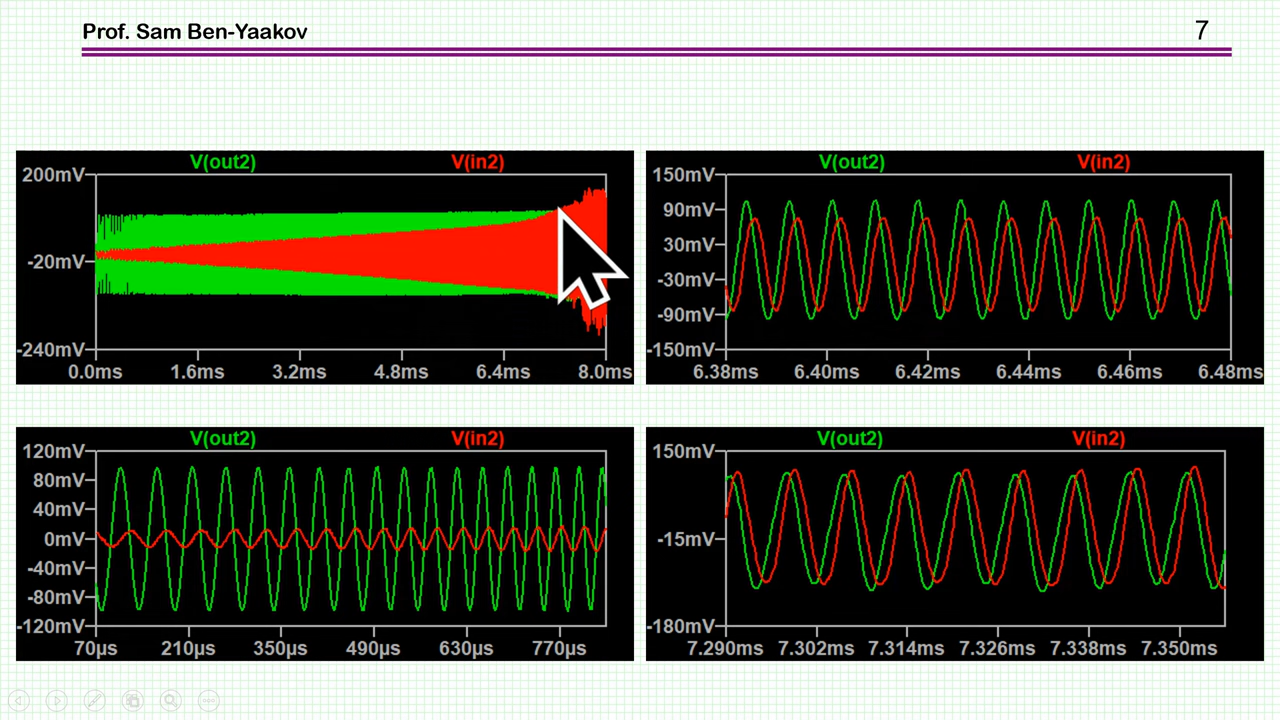 Prof. Sam Ben-Yaakov
7
V(out2) V(in2)
200mV
-20mV
-240mV
0.0ms 1.6ms 3.2ms 4.8ms 6.4ms 8.0ms
V(out2) V(in2)
150mV
90mV
30mV
-30mV
-90mV
-150mV
6.38ms 6.40ms 6.42ms 6.44ms 6.46ms 6.48ms
V(out2) V(in2)
120mV
80mV
40mV
0mV
-40mV
-80mV
-120mV
70µs 210µs 350µs 490µs 630µs 770µs
V(out2) V(in2)
150mV
-15mV
-180mV
7.290ms 7.302ms 7.314ms 7.326ms 7.338ms 7.350ms